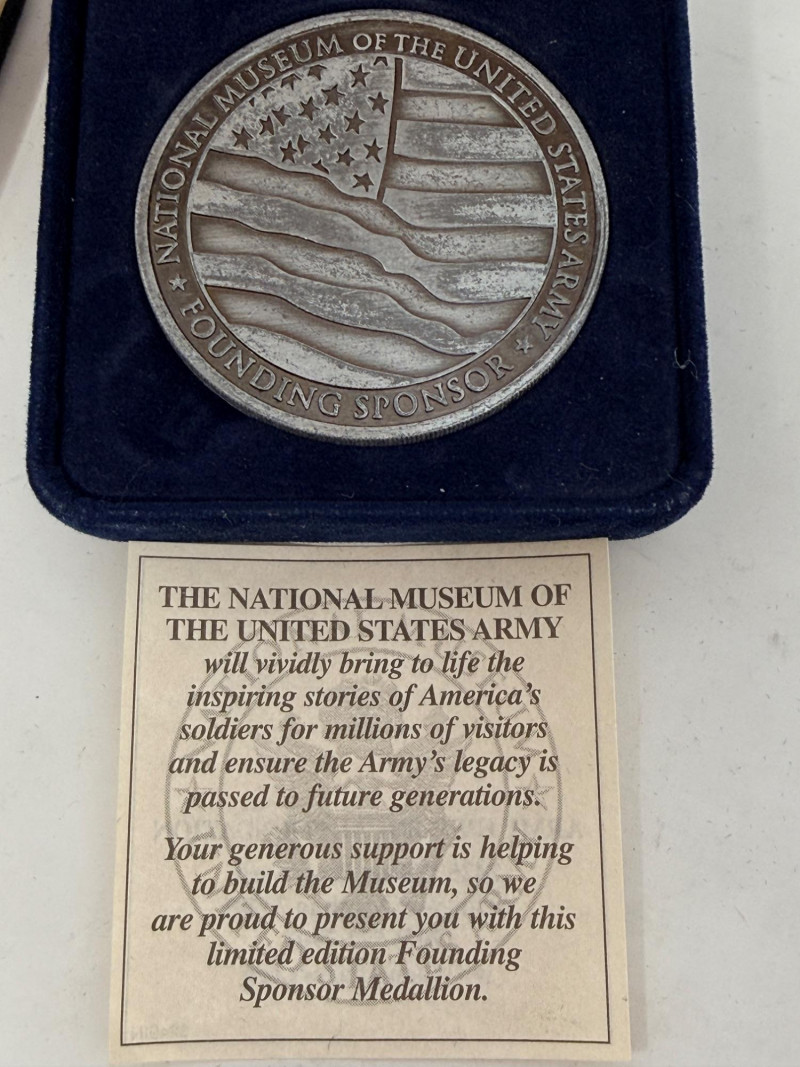 NATIONAL MUSEUM OF THE UNITED STATES ARMY
★ FOUNDING SPONSOR ★
THE NATIONAL MUSEUM OF
THE UNITED STATES ARMY
will vividly bring to life the
inspiring stories of America's
soldiers for millions of visitors
and ensure the Army's legacy is
passed to future generations.
Your generous support is helping
to build the Museum, so we
are proud to present you with this
limited edition Founding
Sponsor Medallion.